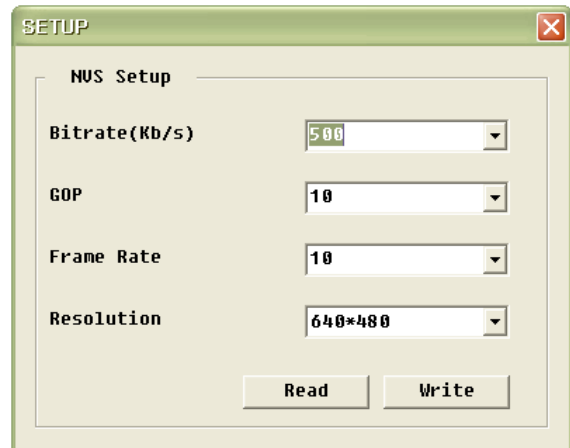 SETUP
NVS Setup
Bitrate(Kb/s) 500
GOP 10
Frame Rate 10
Resolution 640*480
Read Write